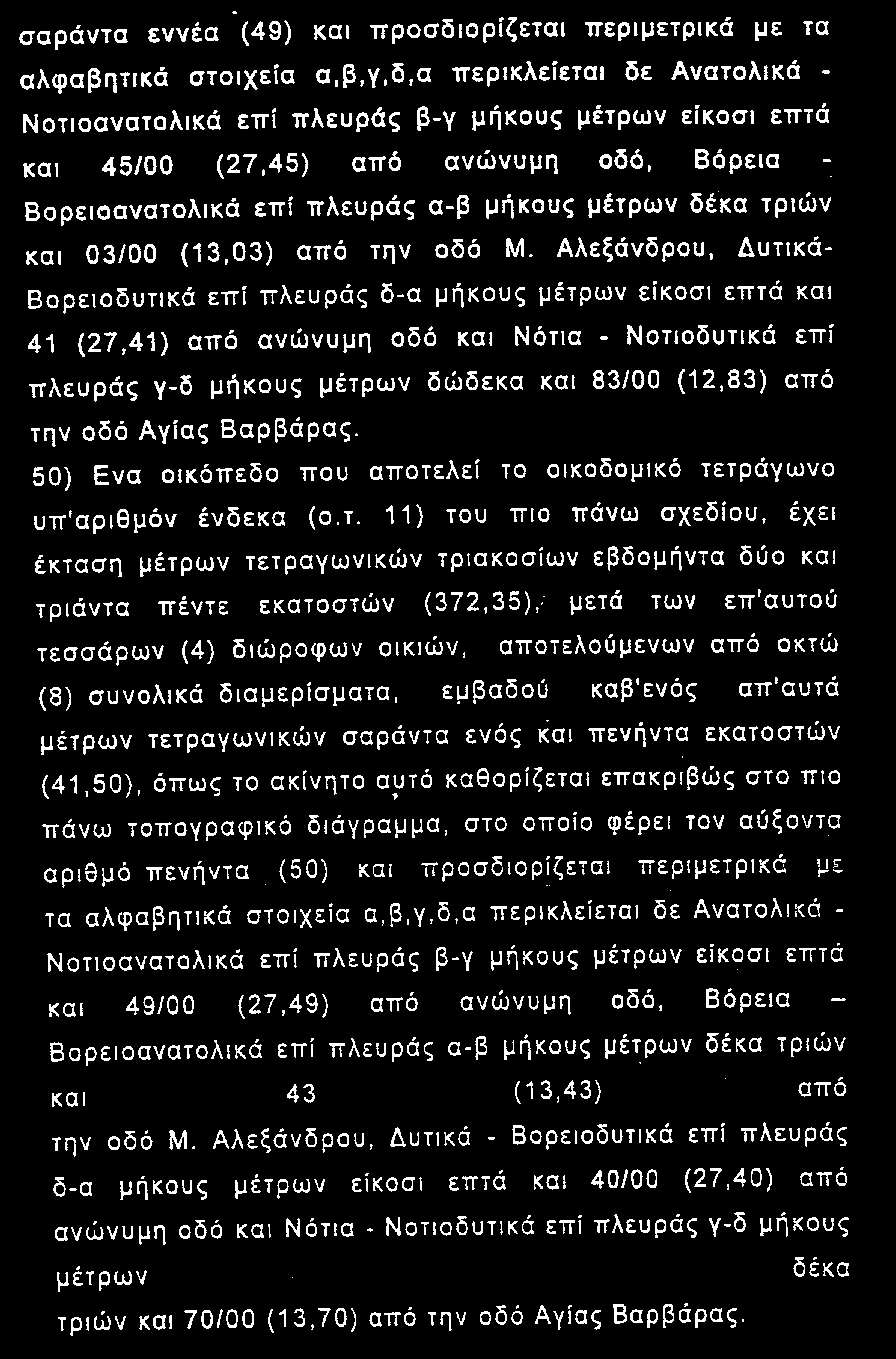 σαράντα εννέα (49) και προσδιορίζεται περιμετρικά με τα
αλφαβητικά στοιχεία α,β,γ,δ,α περικλείεται δε Ανατολικά -
Νοτιοανατολικά επί πλευράς β-γ μήκους μέτρων είκοσι επτά
και 45/00 (27,45) από ανώνυμη οδό, Βόρεια -
Βορειοανατολικά επί πλευράς α-β μήκους μέτρων δέκα τριών
και 03/00 (13,03) από την οδό Μ. Αλεξάνδρου, Δυτικά-
Βορειοδυτικά επί πλευράς δ-α μήκους μέτρων είκοσι επτά και
41 (27,41) από ανώνυμη οδό και Νότια - Νοτιοδυτικά επί
πλευράς γ-δ μήκους μέτρων δώδεκα και 83/00 (12,83) από
την οδό Αγίας Βαρβάρας.
50) Ενα οικόπεδο που αποτελεί το οικοδομικό τετράγωνο
υπ'αριθμόν ένδεκα (ο.τ. 11) του πιο πάνω σχεδίου, έχει
έκταση μέτρων τετραγωνικών τριακοσίων εβδομήντα δύο και
τριάντα πέντε εκατοστών (372,35), μετά των επ'αυτού
τεσσάρων (4) διώροφων οικιών, αποτελούμενων από οκτώ
(8) συνολικά διαμερίσματα, εμβαδού καβ'ενός απ'αυτά
μέτρων τετραγωνικών σαράντα ενός και πενήντα εκατοστών
(41,50), όπως το ακίνητο αυτό καθορίζεται επακριβώς στο πιο
πάνω τοπογραφικό διάγραμμα, στο οποίο φέρει τον αύξοντα
αριθμό πενήντα (50) και προσδιορίζεται περιμετρικά με
τα αλφαβητικά στοιχεία α,β,γ,δ,α περικλείεται δε Ανατολικά -
Νοτιοανατολικά επί πλευράς β-γ μήκους μέτρων είκοσι επτά
και 49/00 (27,49) από ανώνυμη οδό, Βόρεια –
Βορειοανατολικά επί πλευράς α-β μήκους μέτρων δέκα τριών
και 43 (13,43) από
την οδό Μ. Αλεξάνδρου, Δυτικά - Βορειοδυτικά επί πλευράς
δ-α μήκους μέτρων είκοσι επτά και 40/00 (27,40) από
ανώνυμη οδό και Νότια - Νοτιοδυτικά επί πλευράς γ-δ μήκους
μέτρων δέκα
τριών και 70/00 (13,70) από την οδό Αγίας Βαρβάρας.